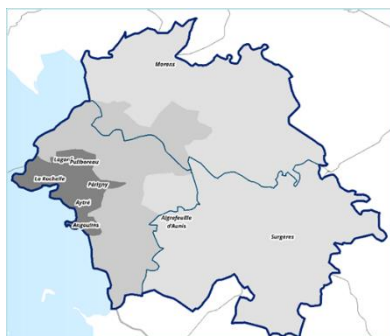 Marans
Lagord
Puilboreau
La Rochelle
Périgny
Aytré
Angoulins
Aigrefeuille
d'Aunis
Surgères